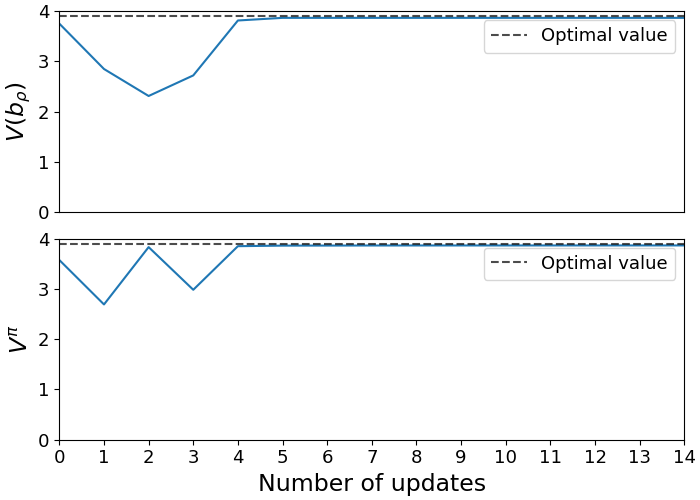 4
3
2
1
0
V(b_ρ)
Optimal value
4
3
2
1
0
V^π
Optimal value
0 1 2 3 4 5 6 7 8 9 10 11 12 13 14
Number of updates